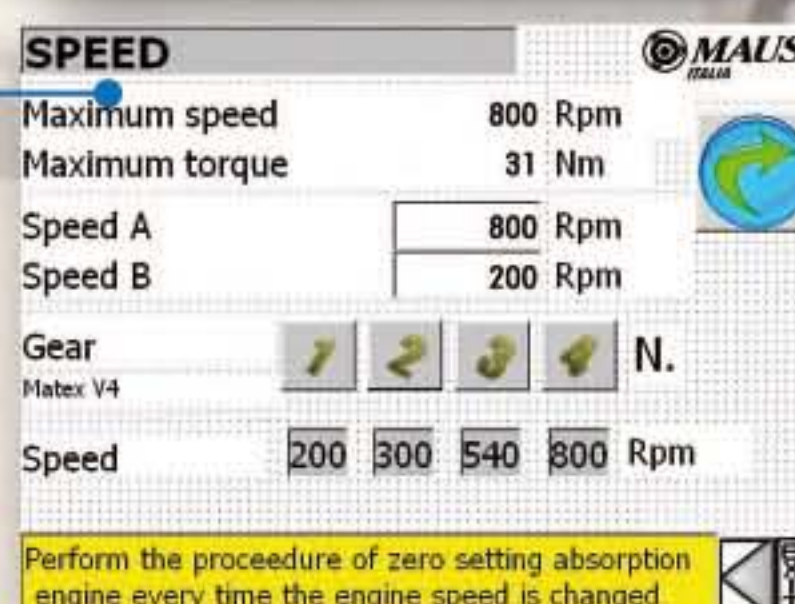 SPEED
MAUS
ITALIA
Maximum speed 800 Rpm
Maximum torque 31 Nm
Speed A 800 Rpm
Speed B 200 Rpm
Gear 1 2 3 4 N.
Matex V4
Speed 200 300 540 800 Rpm
Perform the proceedure of zero setting absorption
engine every time the engine speed is changed